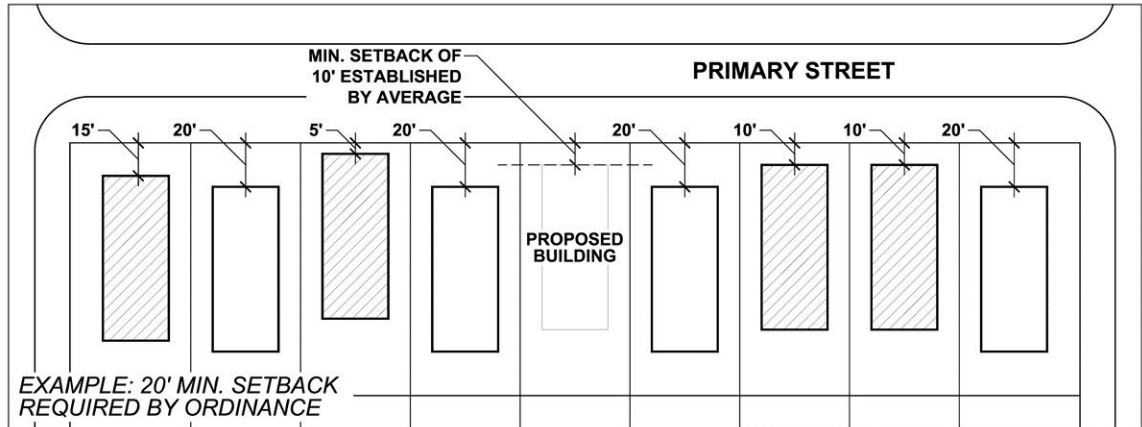 MIN. SETBACK OF
10' ESTABLISHED
BY AVERAGE
PRIMARY STREET
15'
20'
5'
20'
20'
10'
10'
20'
PROPOSED
BUILDING
EXAMPLE: 20' MIN. SETBACK
REQUIRED BY ORDINANCE